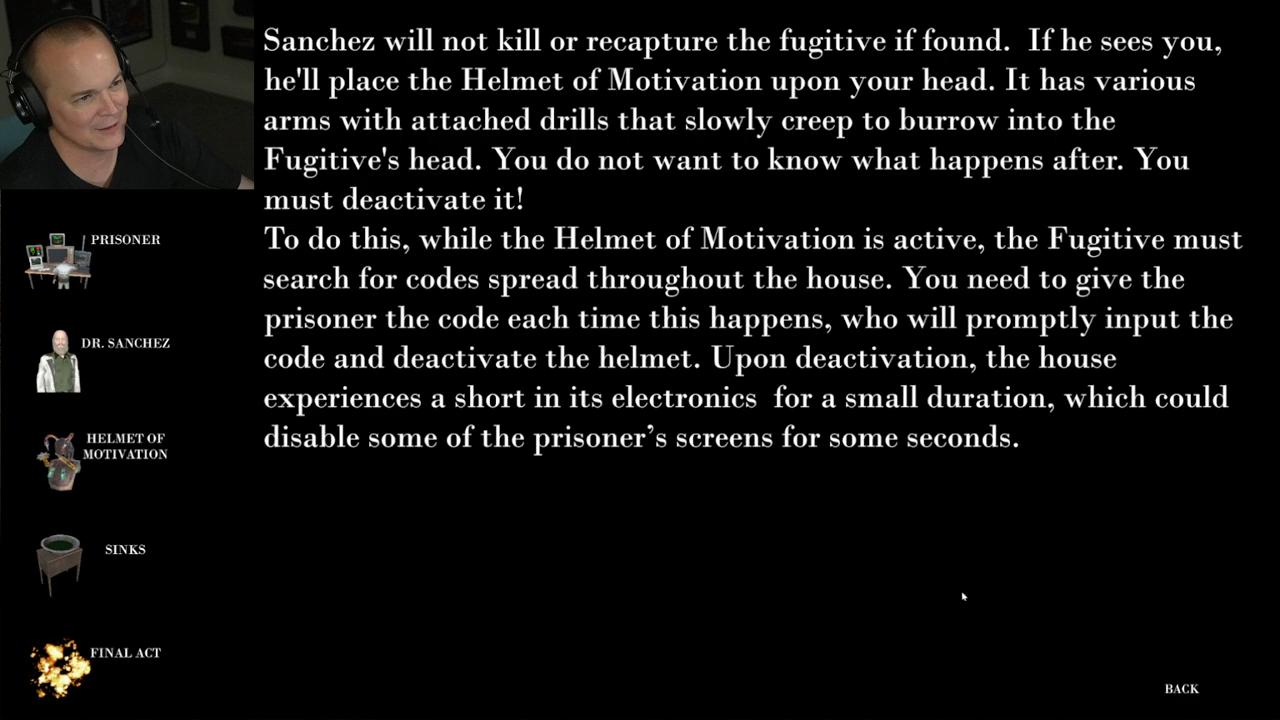 Sanchez will not kill or recapture the fugitive if found.  If he sees you,
he'll place the Helmet of Motivation upon your head. It has various
arms with attached drills that slowly creep to burrow into the
Fugitive's head. You do not want to know what happens after. You
must deactivate it!
To do this, while the Helmet of Motivation is active, the Fugitive must
search for codes spread throughout the house. You need to give the
prisoner the code each time this happens, who will promptly input the
code and deactivate the helmet. Upon deactivation, the house
experiences a short in its electronics  for a small duration, which could
disable some of the prisoner’s screens for some seconds.
PRISONER
DR. SANCHEZ
HELMET OF
MOTIVATION
SINKS
FINAL ACT
BACK